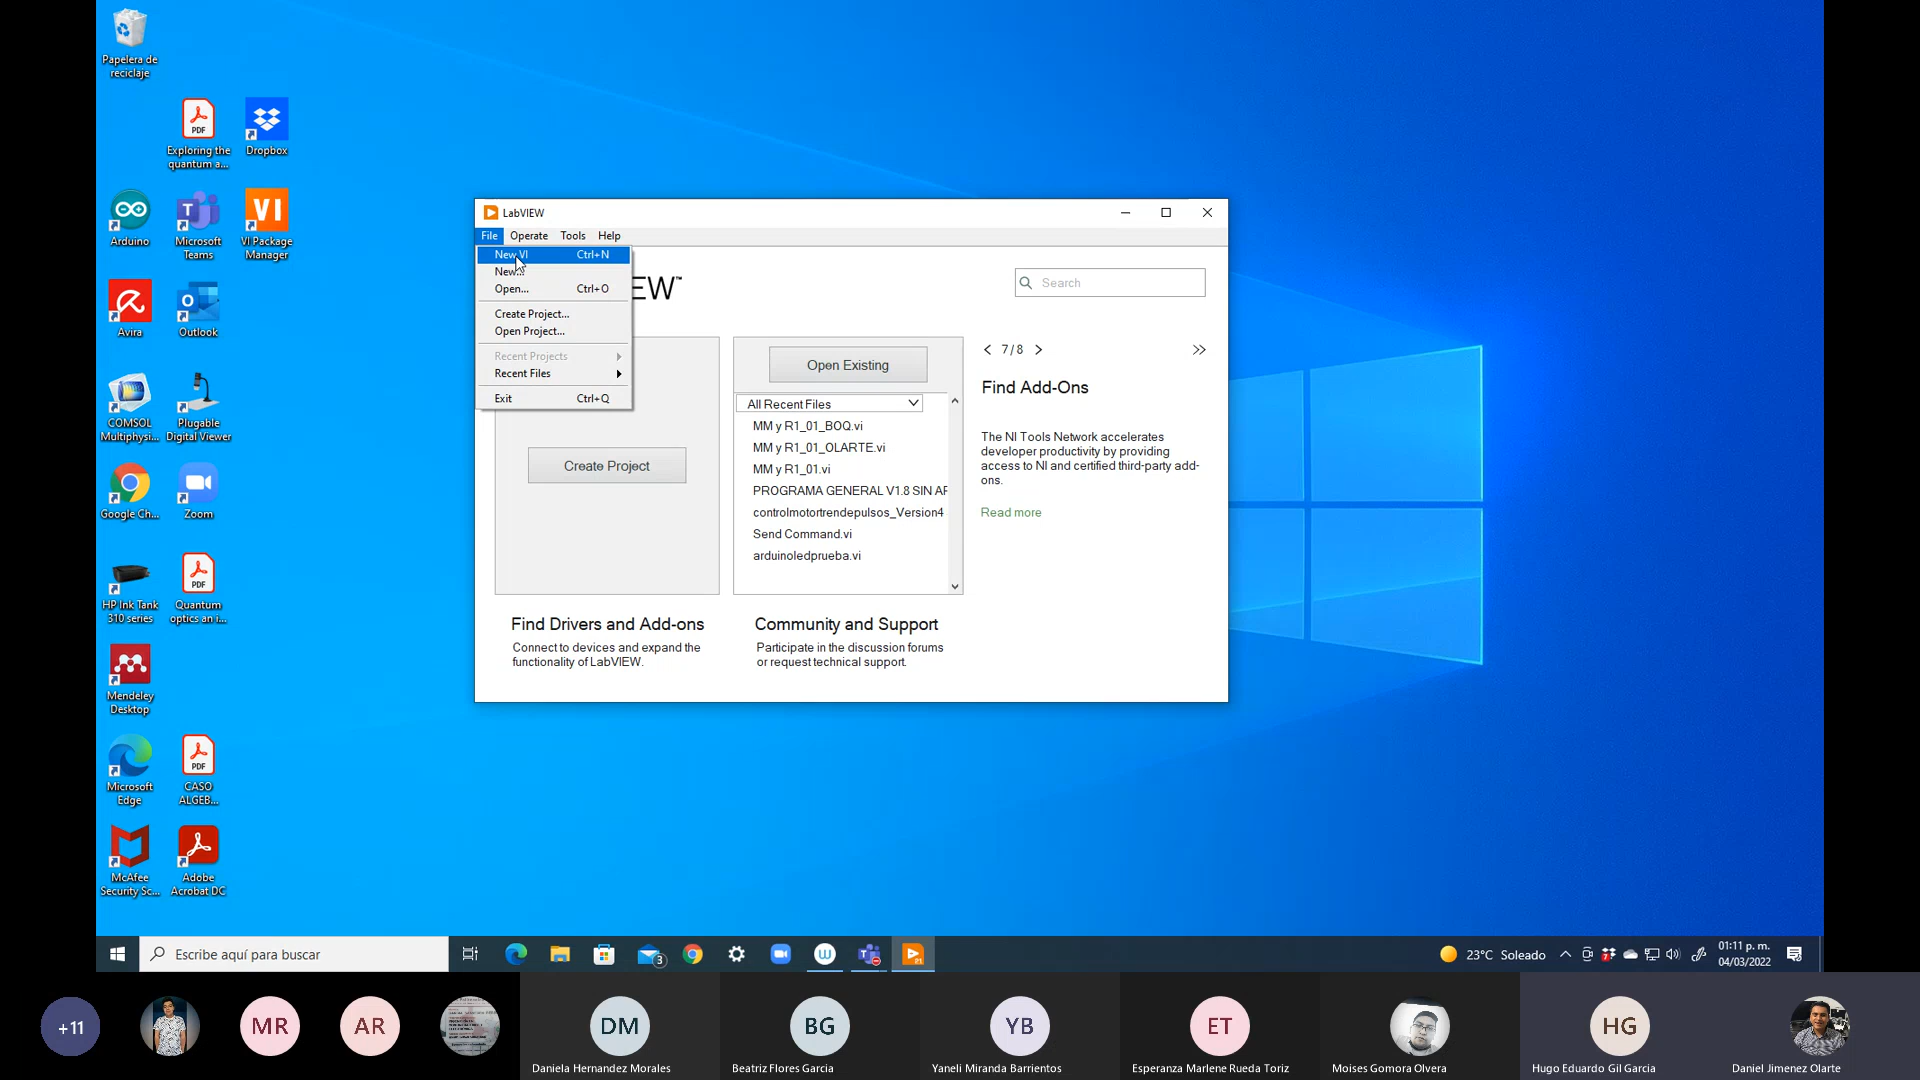 Papelera de
reciclaje
Exploring the
quantum a...
Dropbox
Arduino
Microsoft
Teams
VI Package
Manager
Avira
Outlook
COMSOL
Multiphysi...
Plugable
Digital Viewer
Google Ch...
Zoom
HP Ink Tank
310 series
Quantum
optics an i...
Mendeley
Desktop
Microsoft
Edge
CASO
ALGEB...
McAfee
Security Sc...
Adobe
Acrobat DC
PDF
VI
PDF
PDF
LabVIEW
File Operate Tools Help
New VI Ctrl+N
New...
Open... Ctrl+O
Create Project...
Open Project...
Recent Projects
Recent Files
Exit Ctrl+Q
EW™
Search
Create Project
Open Existing
All Recent Files
MM y R1_01_BOQ.vi
MM y R1_01_OLARTE.vi
MM y R1_01.vi
PROGRAMA GENERAL V1.8 SIN AF
controlmotortrendepulsos_Version4
Send Command.vi
arduinoledprueba.vi
7/8
Find Add-Ons
The NI Tools Network accelerates
developer productivity by providing
access to NI and certified third-party add-
ons.
Read more
Find Drivers and Add-ons
Connect to devices and expand the
functionality of LabVIEW.
Community and Support
Participate in the discussion forums
or request technical support.
Escribe aquí para buscar
3
23°C Soleado
01:11 p. m.
04/03/2022
+11
MR
AR
DM
Daniela Hernandez Morales
BG
Beatriz Flores Garcia
YB
Yaneli Miranda Barrientos
ET
Esperanza Marlene Rueda Toriz
Moises Gomora Olvera
HG
Hugo Eduardo Gil Garcia
Daniel Jimenez Olarte